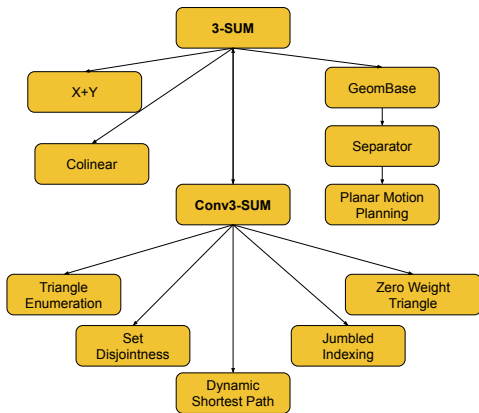 3-SUM
X+Y
GeomBase
Colinear
Separator
Conv3-SUM
Planar Motion
Planning
Triangle
Enumeration
Zero Weight
Triangle
Set
Disjointness
Jumbled
Indexing
Dynamic
Shortest Path